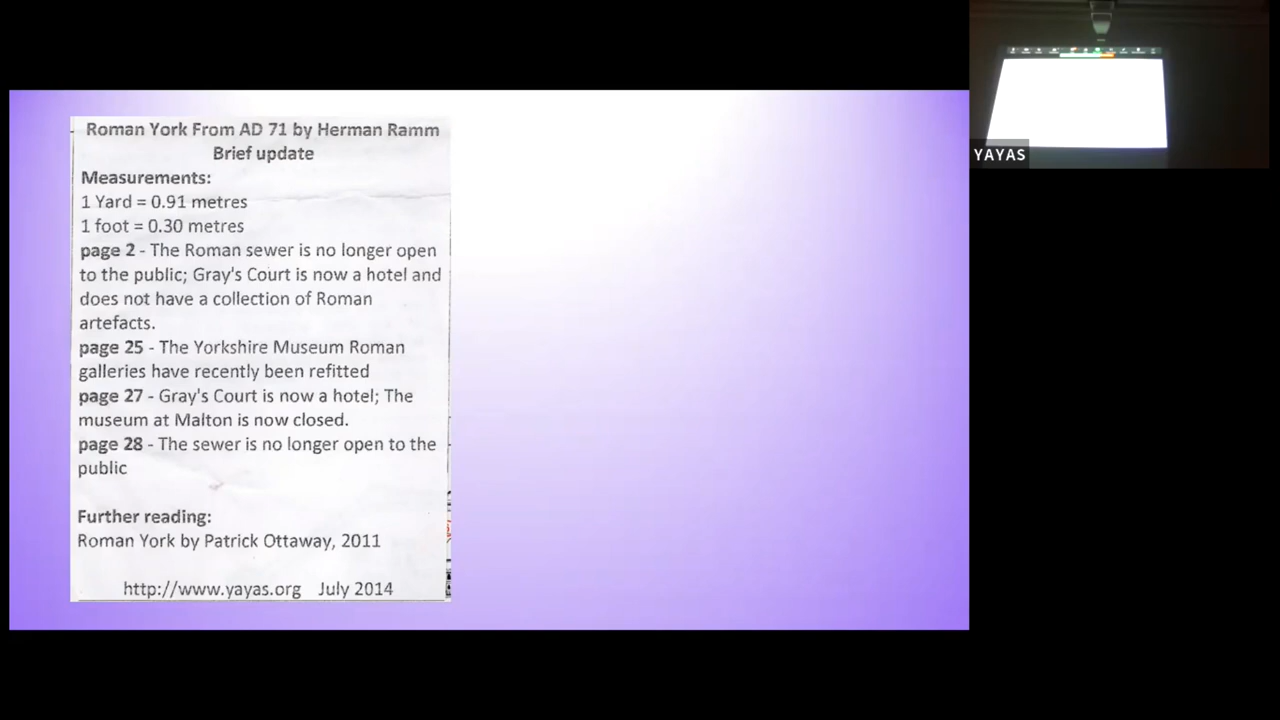 Roman York From AD 71 by Herman Ramm
Brief update
Measurements:
1 Yard = 0.91 metres
1 foot = 0.30 metres
page 2 - The Roman sewer is no longer open
to the public; Gray's Court is now a hotel and
does not have a collection of Roman
artefacts.
page 25 - The Yorkshire Museum Roman
galleries have recently been refitted
page 27 - Gray's Court is now a hotel; The
museum at Malton is now closed.
page 28 - The sewer is no longer open to the
public
Further reading:
Roman York by Patrick Ottaway, 2011
http://www.yayas.org July 2014
YAYAS